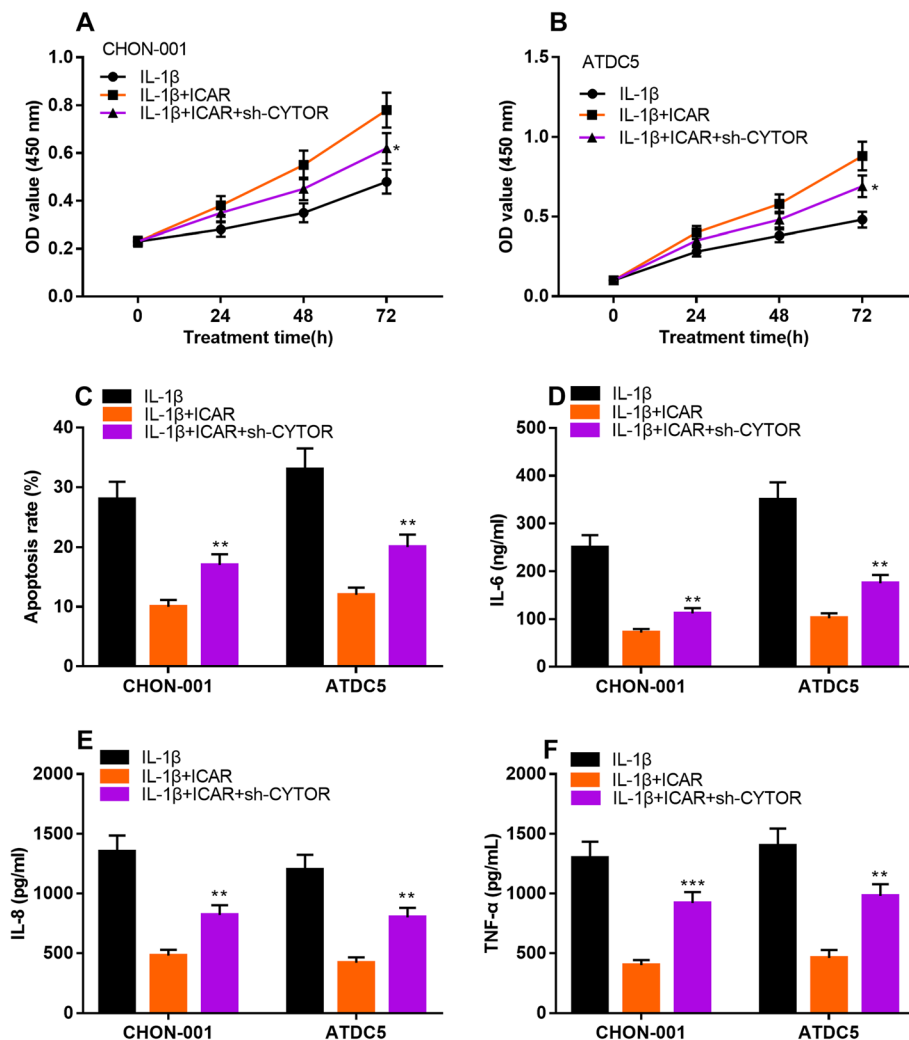 A
CHON-001
IL-1β
IL-1β+ICAR
IL-1β+ICAR+sh-CYTOR
OD value (450 nm)
1.0
0.8
0.6
0.4
0.2
0.0
*
0 24 48 72
Treatment time(h)
B
ATDC5
IL-1β
IL-1β+ICAR
IL-1β+ICAR+sh-CYTOR
OD value (450 nm)
1.5
1.0
0.5
0.0
*
0 24 48 72
Treatment time(h)
C
IL-1β
IL-1β+ICAR
IL-1β+ICAR+sh-CYTOR
Apoptosis rate (%)
40
30
20
10
0
** **
CHON-001 ATDC5
D
IL-1β
IL-1β+ICAR
IL-1β+ICAR+sh-CYTOR
IL-6 (ng/ml)
500
400
300
200
100
0
** **
CHON-001 ATDC5
E
IL-1β
IL-1β+ICAR
IL-1β+ICAR+sh-CYTOR
IL-8 (pg/ml)
2000
1500
1000
500
0
** **
CHON-001 ATDC5
F
IL-1β
IL-1β+ICAR
IL-1β+ICAR+sh-CYTOR
TNF-α (pg/mL)
2000
1500
1000
500
0
*** **
CHON-001 ATDC5